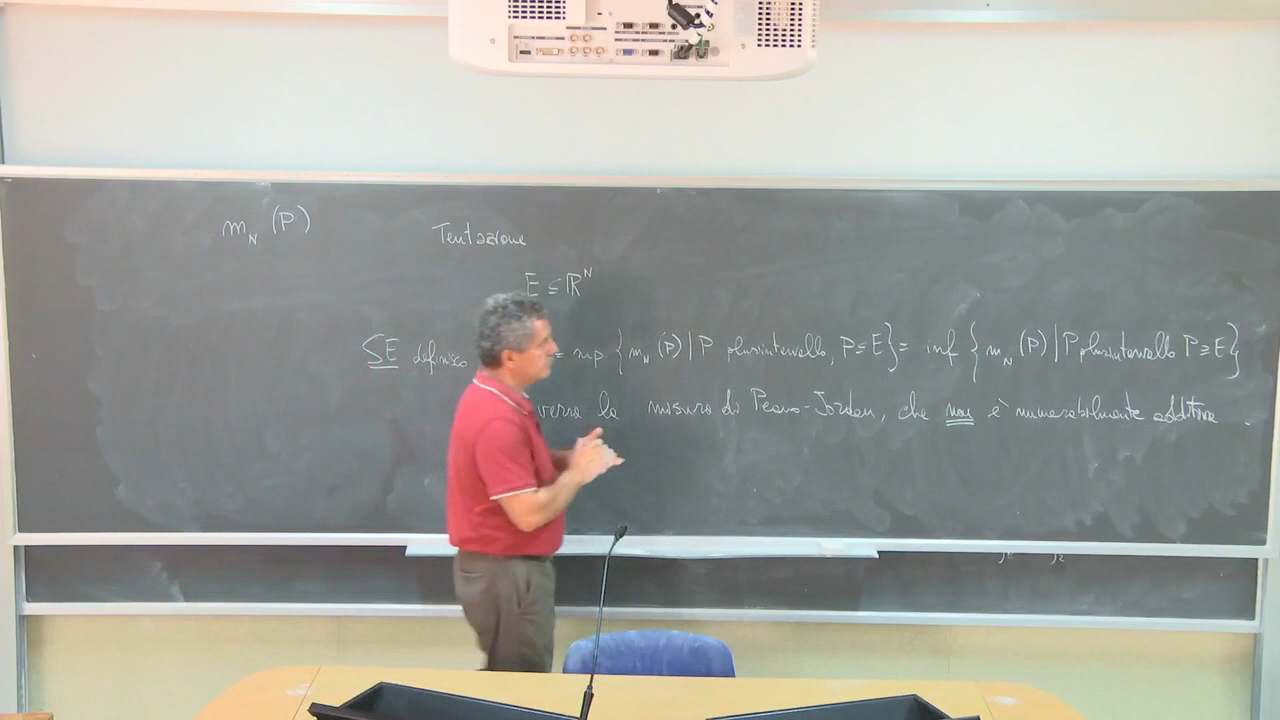 m_N (P)
Tentazione
E ⊆ ℝ^N
SE definisco = sup { m_N (P) | P plurintervallo, P ⊆ E } = inf { m_N (P) | P plurintervallo P ⊇ E }
verrà la misura di Peano-Jordan, che non è numerabilmente additiva.